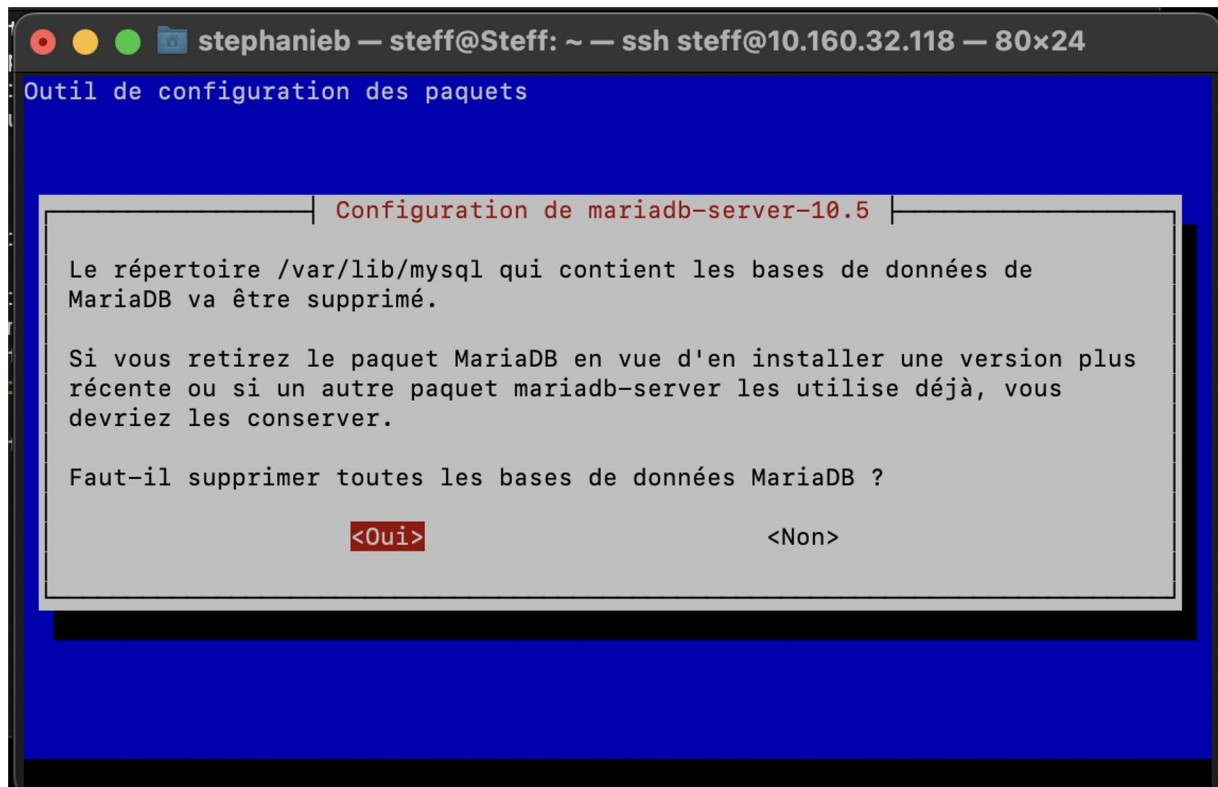 stephanieb — steff@Steff: ~ — ssh steff@10.160.32.118 — 80×24
Outil de configuration des paquets
Configuration de mariadb-server-10.5
Le répertoire /var/lib/mysql qui contient les bases de données de
MariaDB va être supprimé.
Si vous retirez le paquet MariaDB en vue d'en installer une version plus
récente ou si un autre paquet mariadb-server les utilise déjà, vous
devriez les conserver.
Faut-il supprimer toutes les bases de données MariaDB ?
<Oui> <Non>